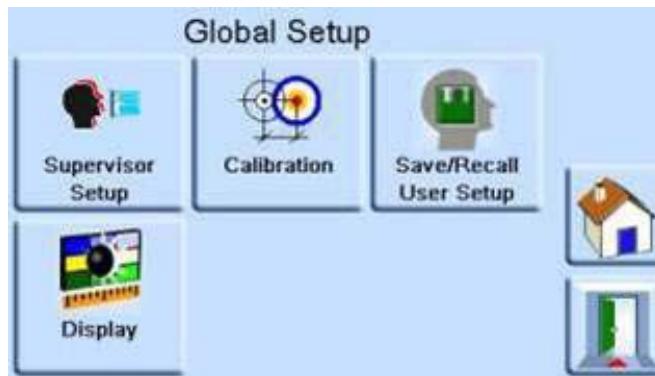 Global Setup
Supervisor
Setup
Calibration
Save/Recall
User Setup
Display